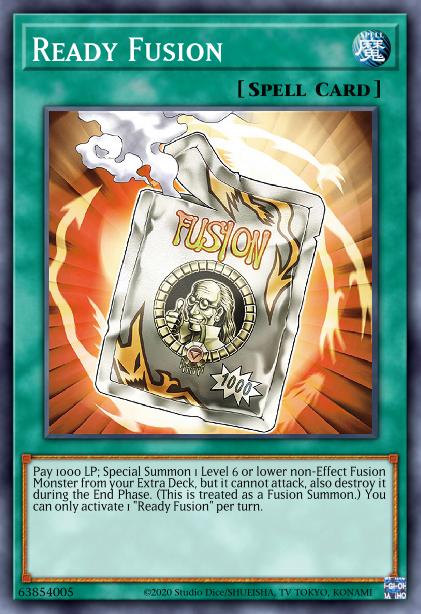 READY FUSION
SPELL
魔
[SPELL CARD]
FUSION
1000
Pay 1000 LP; Special Summon 1 Level 6 or lower non-Effect Fusion
Monster from your Extra Deck, but it cannot attack, also destroy it
during the End Phase. (This is treated as a Fusion Summon.) You
can only activate 1 "Ready Fusion" per turn.
63854005
©2020 Studio Dice/SHUEISHA, TV TOKYO, KONAMI